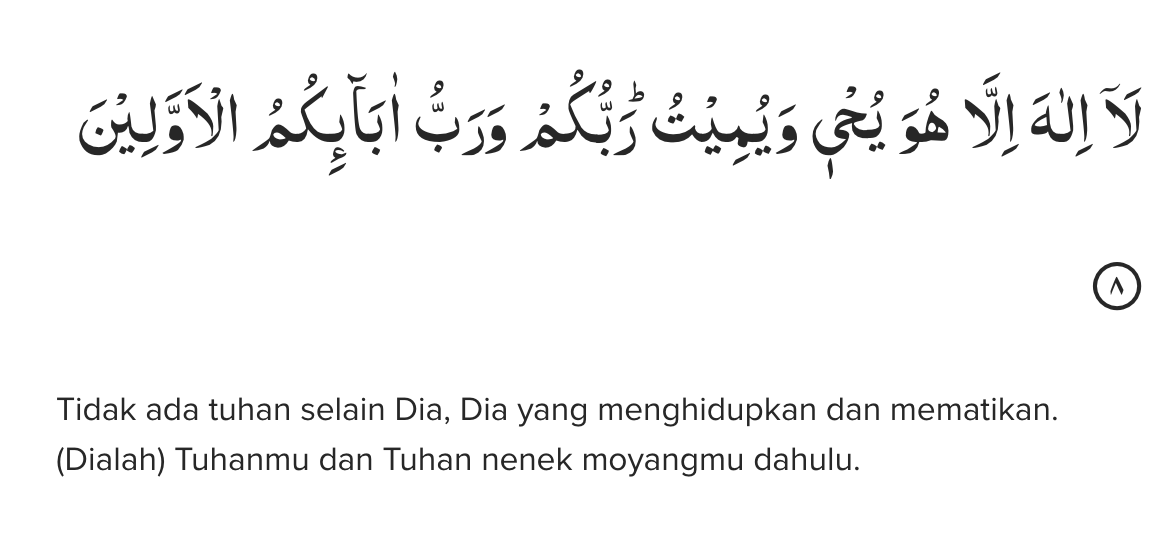 لَآ اِلٰهَ اِلَّا هُوَ يُحْيٖ وَيُمِيْتُ ۗرَبُّكُمْ وَرَبُّ اٰبَاۤىِٕكُمُ الْاَوَّلِيْنَ
٨
Tidak ada tuhan selain Dia, Dia yang menghidupkan dan mematikan.
(Dialah) Tuhanmu dan Tuhan nenek moyangmu dahulu.